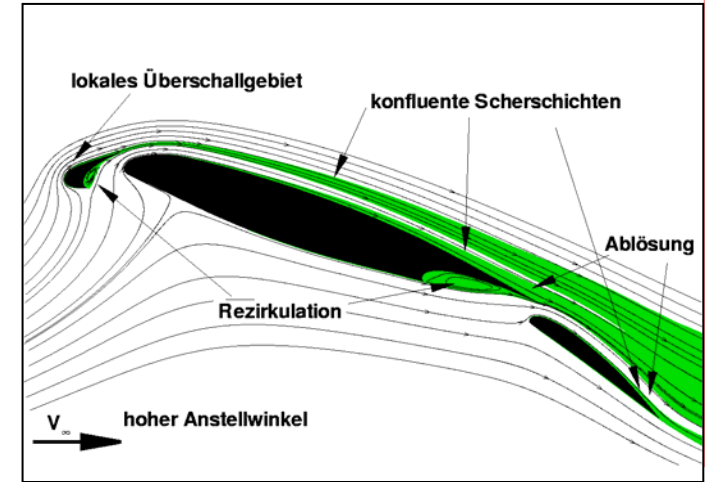 lokales Überschallgebiet
konfluente Scherschichten
Ablösung
Rezirkulation
V∞
hoher Anstellwinkel